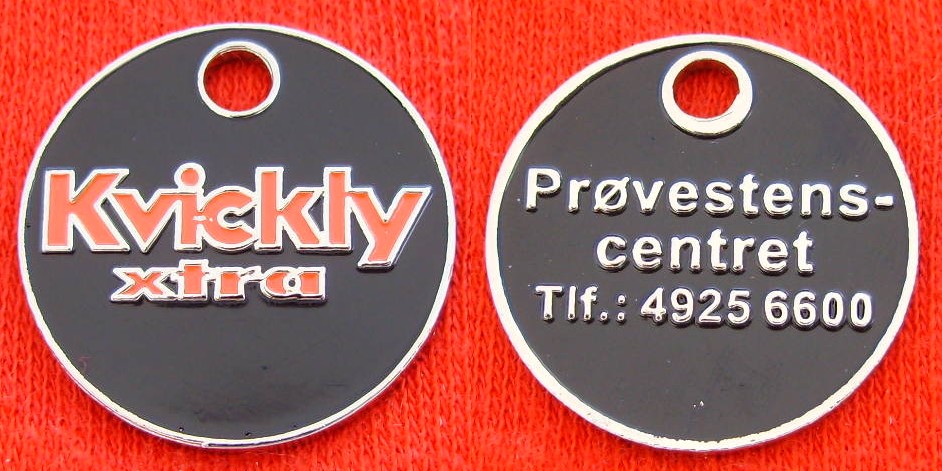 Kvickly
xtra
Prøvestens-
centret
Tlf.: 4925 6600